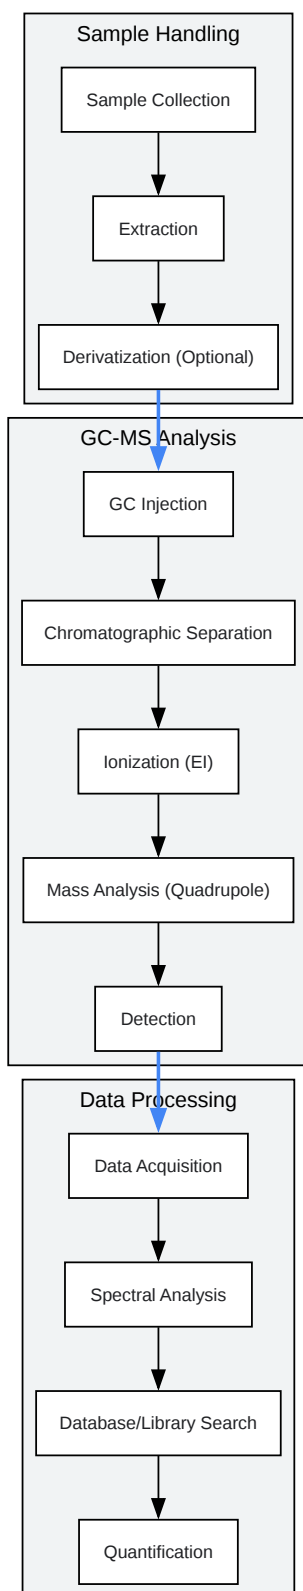 Sample Handling
Sample Collection
Extraction
Derivatization (Optional)
GC-MS Analysis
GC Injection
Chromatographic Separation
Ionization (EI)
Mass Analysis (Quadrupole)
Detection
Data Processing
Data Acquisition
Spectral Analysis
Database/Library Search
Quantification